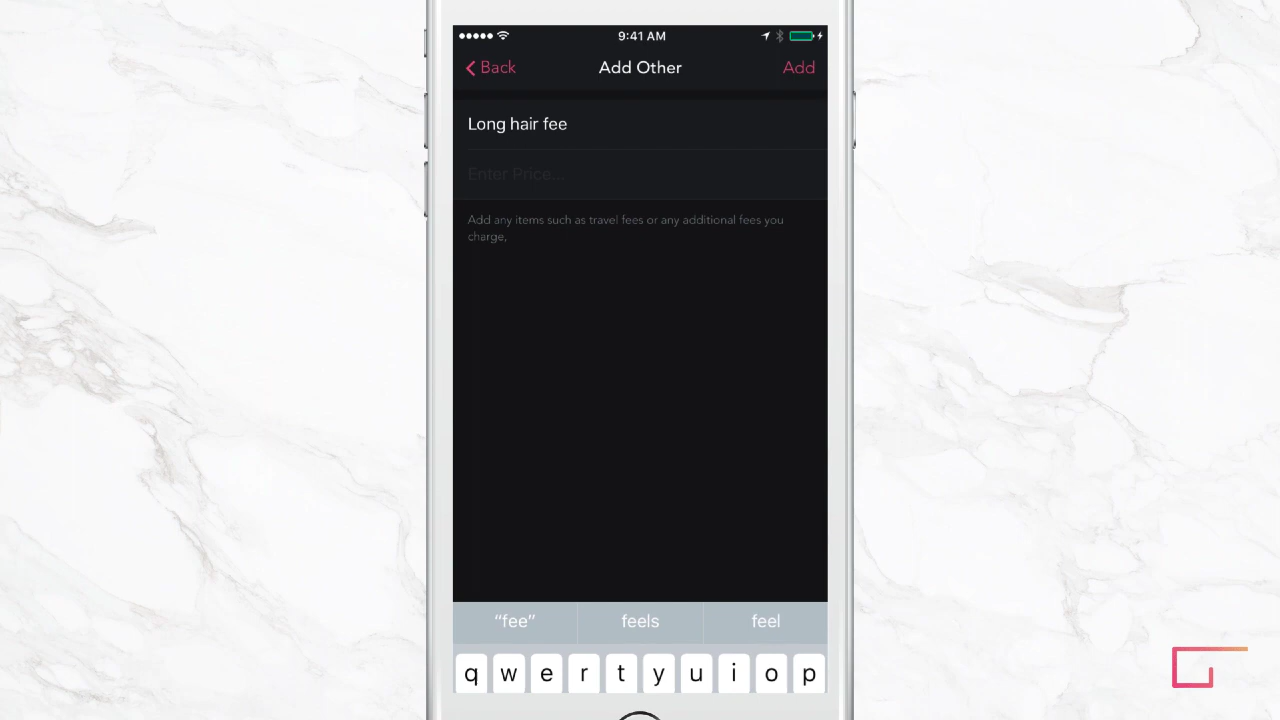 9:41 AM
Back Add Other Add
Long hair fee
Enter Price...
Add any items such as travel fees or any additional fees you
charge,
“fee” feels feel
q w e r t y u i o p